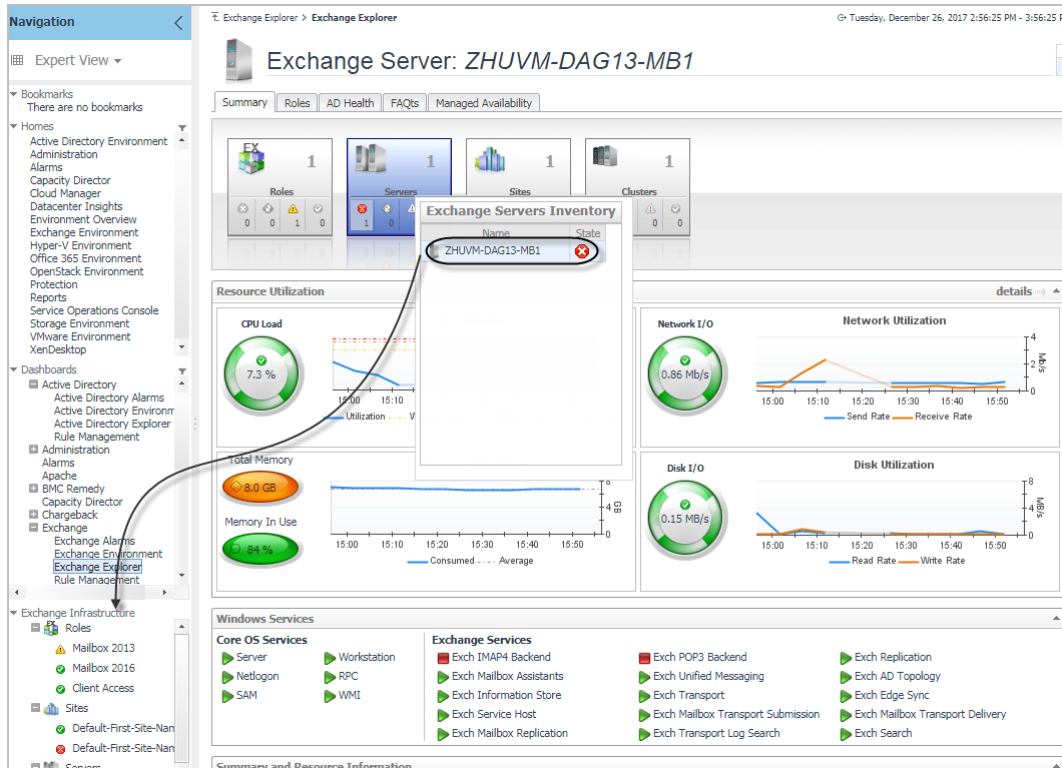 Navigation
Expert View
Bookmarks
There are no bookmarks
Homes
Active Directory Environment
Administration
Alarms
Capacity Director
Cloud Manager
Datacenter Insights
Environment Overview
Exchange Environment
Hyper-V Environment
Office 365 Environment
OpenStack Environment
Protection
Reports
Service Operations Console
Storage Environment
VMware Environment
XenDesktop
Dashboards
Active Directory
Active Directory Alarms
Active Directory Environm
Active Directory Explorer
Rule Management
Administration
Alarms
Apache
BMC Remedy
Capacity Director
Chargeback
Exchange
Exchange Alarms
Exchange Environment
Exchange Explorer
Rule Management
Exchange Infrastructure
Roles
Mailbox 2013
Mailbox 2016
Client Access
Sites
Default-First-Site-Nam
Default-First-Site-Nam
Servers
Exchange Explorer > Exchange Explorer
Tuesday, December 26, 2017 2:56:25 PM - 3:56:25 P
Exchange Server: ZHUVM-DAG13-MB1
Summary Roles AD Health FAQts Managed Availability
EX 1 1 1 1
Roles Servers Sites Clusters
0 0 1 0 1 0 0 0
Exchange Servers Inventory
Name State
ZHUVM-DAG13-MB1
Resource Utilization details
CPU Load
7.3 %
15:00 15:10
Utilization W
Network I/O
0.86 Mb/s
Network Utilization
4
2
0
Mb/s
15:00 15:10 15:20 15:30 15:40 15:50
Send Rate Receive Rate
Total Memory
8.0 GB
Memory In Use
84 %
8
4
0
GB
15:00 15:10 15:20 15:30 15:40 15:50
Consumed Average
Disk I/O
0.15 MB/s
Disk Utilization
8
4
0
MB/s
15:00 15:10 15:20 15:30 15:40 15:50
Read Rate Write Rate
Windows Services
Core OS Services
Server Workstation
Netlogon RPC
SAM WMI
Exchange Services
Exch IMAP4 Backend Exch POP3 Backend Exch Replication
Exch Mailbox Assistants Exch Unified Messaging Exch AD Topology
Exch Information Store Exch Transport Exch Edge Sync
Exch Service Host Exch Mailbox Transport Submission Exch Mailbox Transport Delivery
Exch Mailbox Replication Exch Transport Log Search Exch Search
Summary and Resource Information